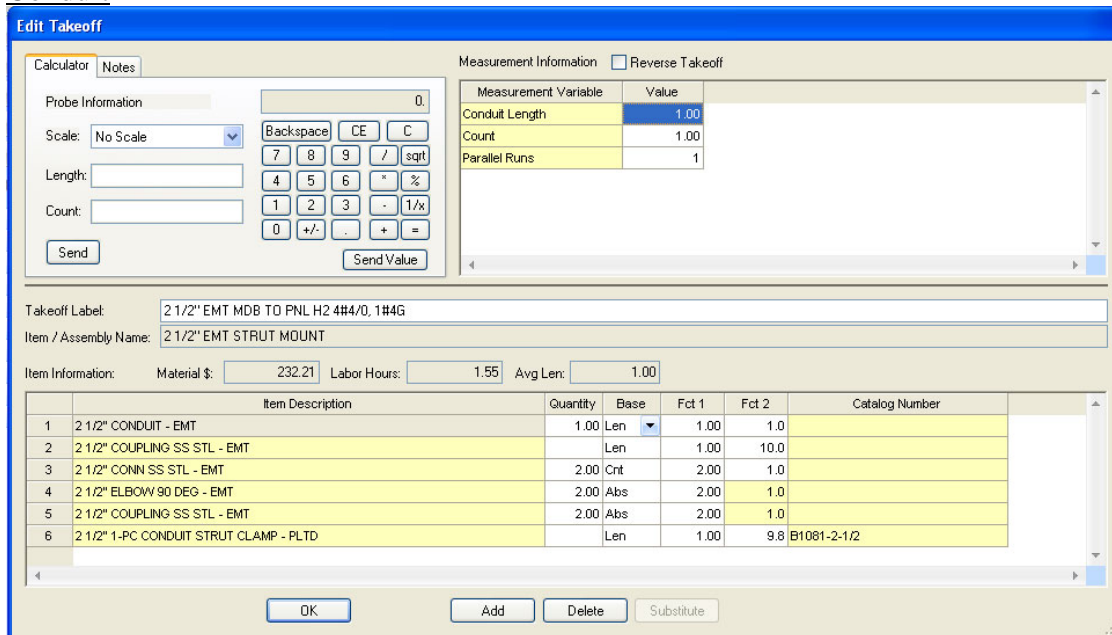 Edit Takeoff
Calculator Notes
Measurement Information Reverse Takeoff
Probe Information 0.
Scale: No Scale
Length:
Count:
Send
Backspace CE C
7 8 9 / sqrt
4 5 6 * %
1 2 3 - 1/x
0 +/- . + =
Send Value
Measurement Variable Value
Conduit Length 1.00
Count 1.00
Parallel Runs 1
Takeoff Label: 2 1/2" EMT MDB TO PNL H2 4#4/0, 1#4G
Item / Assembly Name: 2 1/2" EMT STRUT MOUNT
Item Information: Material $: 232.21 Labor Hours: 1.55 Avg Len: 1.00
Item Description Quantity Base Fct 1 Fct 2 Catalog Number
1 2 1/2" CONDUIT - EMT 1.00 Len 1.00 1.0
2 2 1/2" COUPLING SS STL - EMT Len 1.00 10.0
3 2 1/2" CONN SS STL - EMT 2.00 Cnt 2.00 1.0
4 2 1/2" ELBOW 90 DEG - EMT 2.00 Abs 2.00 1.0
5 2 1/2" COUPLING SS STL - EMT 2.00 Abs 2.00 1.0
6 2 1/2" 1-PC CONDUIT STRUT CLAMP - PLTD Len 1.00 9.8 B1081-2-1/2
OK Add Delete Substitute